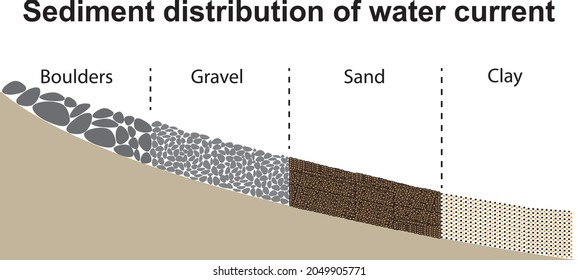 Sediment distribution of water current
Boulders
Gravel
Sand
Clay
shutterstock.com · 2049905771